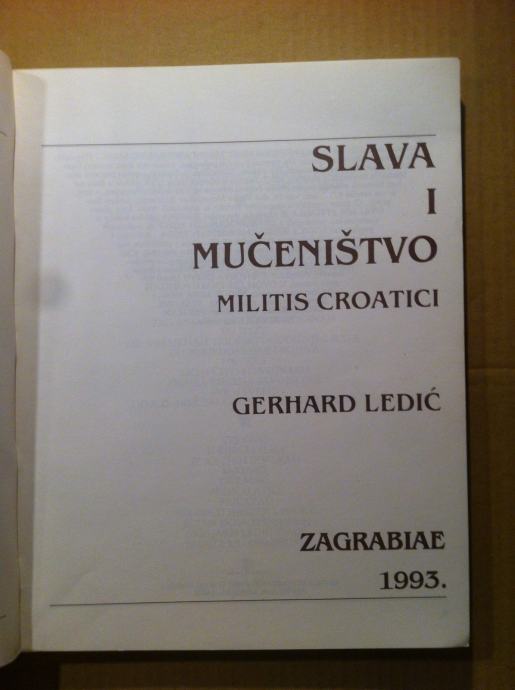 SLAVA
I
MUČENIŠTVO
MILITIS CROATICI
GERHARD LEDIĆ
ZAGRABIAE
1993.